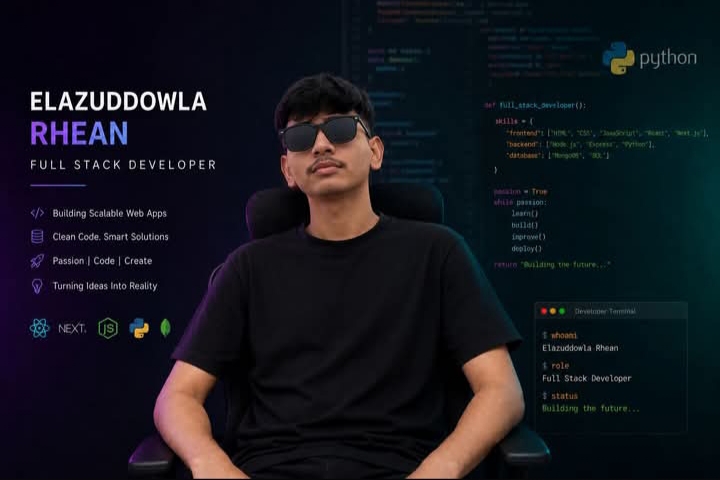 ELAZUDDOWLA
RHEAN
FULL STACK DEVELOPER
Building Scalable Web Apps
Clean Code. Smart Solutions
Passion | Code | Create
Turning Ideas Into Reality
NEXT.
JS
python
def full_stack_developer():
skills = {
"frontend": ["HTML", "CSS", "JavaScript", "React", "Next.js"],
"backend": ["Node.js", "Express", "Python"],
"database": ["MongoDB", "SQL"]
}
passion = True
while passion:
learn()
build()
improve()
deploy()
return "Building the future..."
Developer Terminal
$ whoami
Elazuddowla Rhean
$ role
Full Stack Developer
$ status
Building the future...